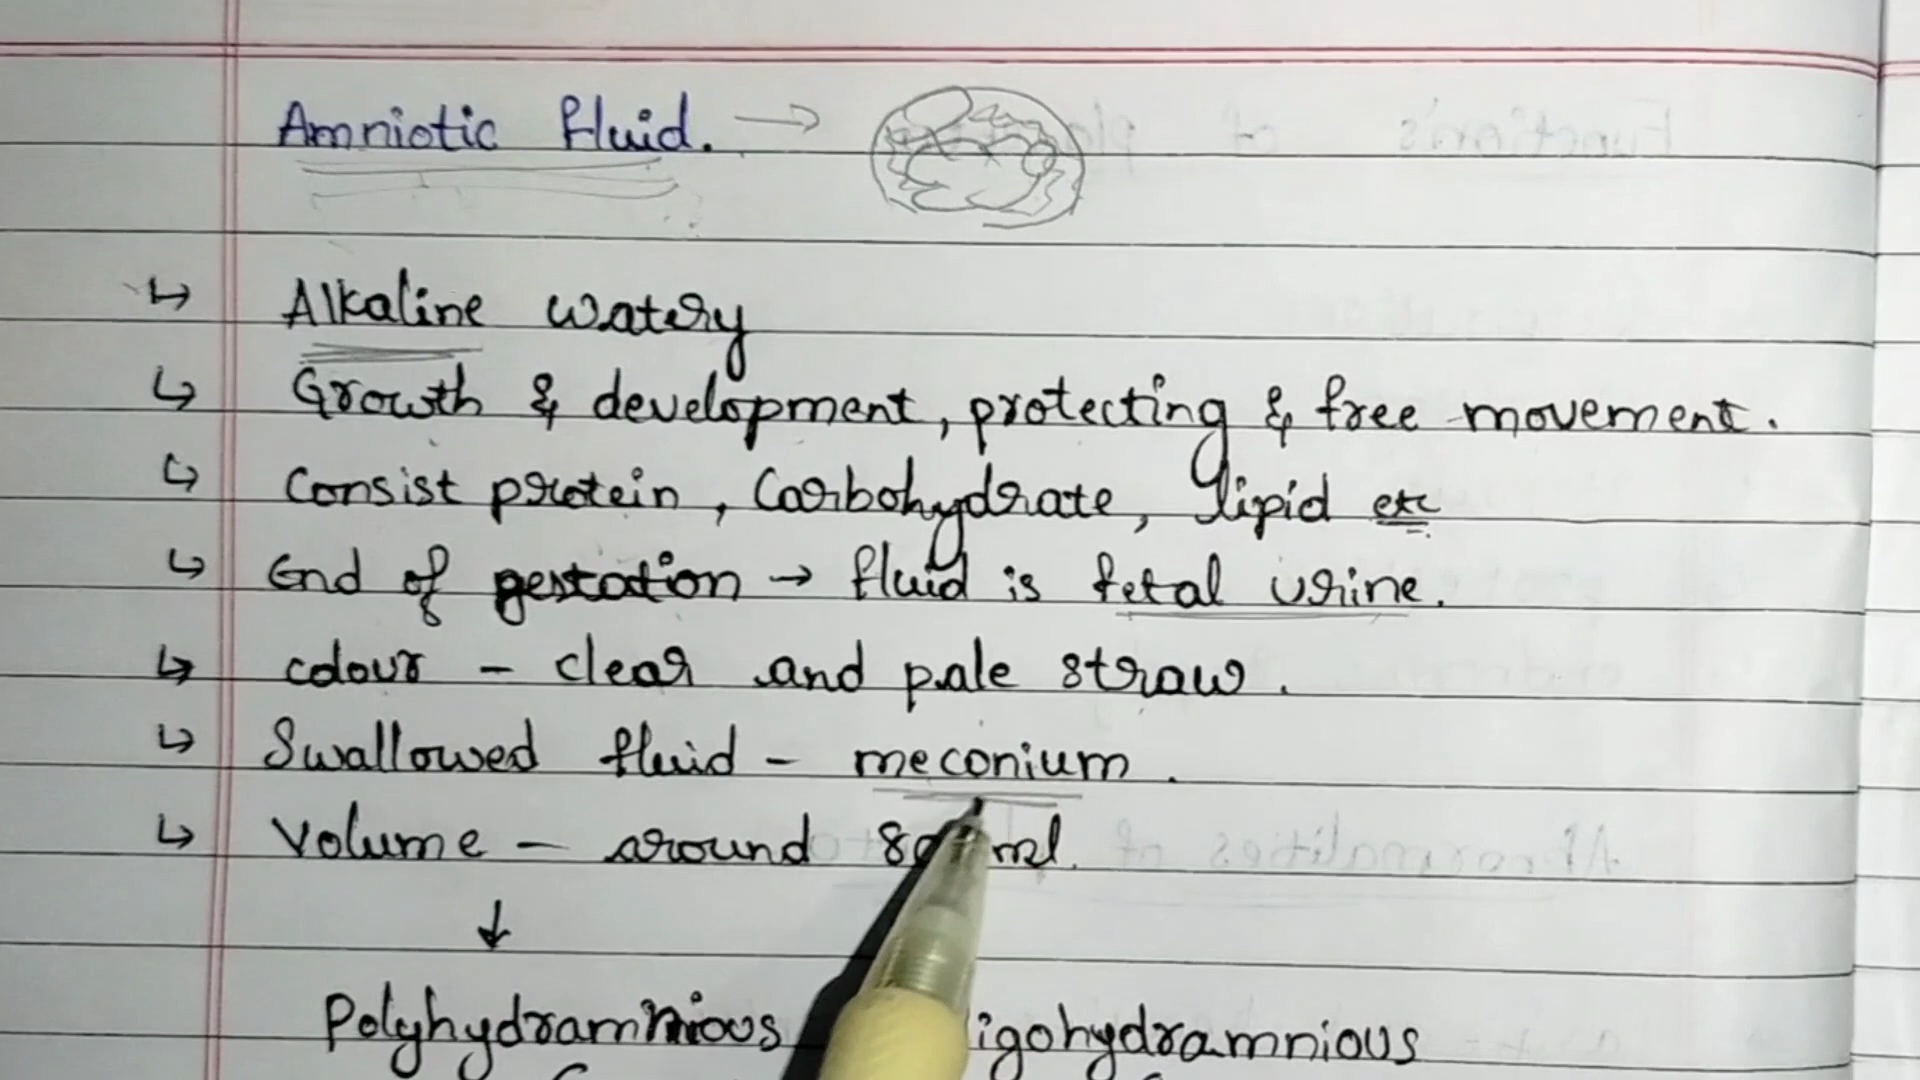 Amniotic fluid. →
↳ Alkaline watery
↳ Growth & development, protecting & free movement.
↳ Consist protein, Carbohydrate, lipid etc
↳ End of gestation → fluid is fetal urine.
↳ colour - clear and pale straw.
↳ Swallowed fluid - meconium.
↳ Volume - around ml.
↓
Polyhydramnious igohydramnious